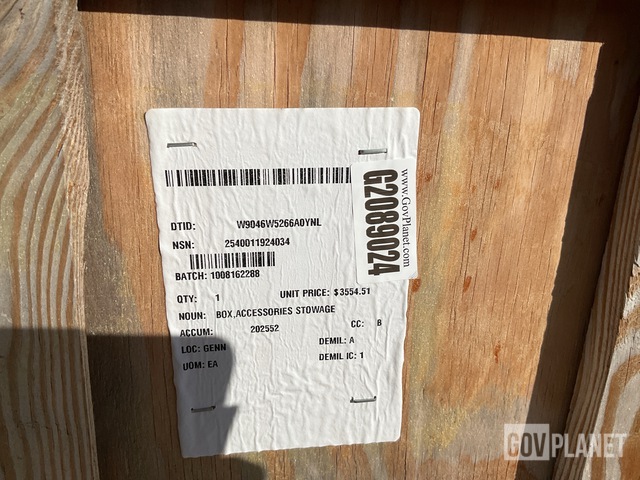 DTID: W9046W5266A0YNL
NSN: 2540011924034
BATCH: 1008162288
QTY: 1 UNIT PRICE: $3554.51
NOUN: BOX,ACCESSORIES STOWAGE
ACCUM: 202552 CC: B
LOC: GENN DEMIL: A
UOM: EA DEMIL IC: 1
www.GovPlanet.com
G2089024
GOVPLANET